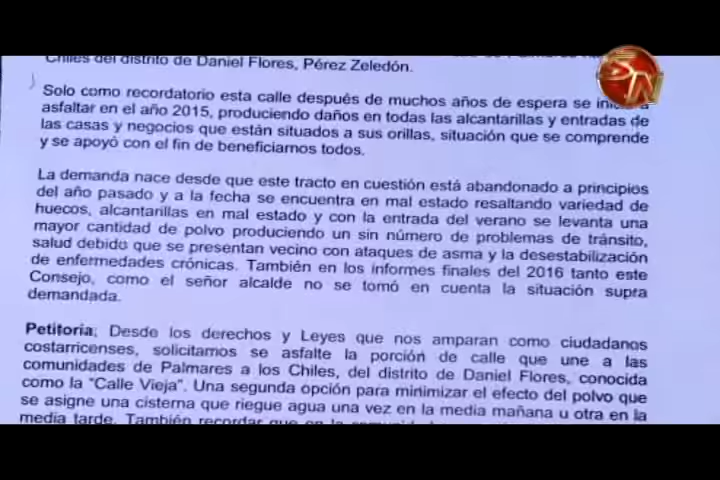 Chiles del distrito de Daniel Flores, Pérez Zeledón.
Solo como recordatorio esta calle después de muchos años de espera se
asfaltar en el año 2015, produciendo daños en todas las alcantarillas y entradas de
las casas y negocios que están situados a sus orillas, situación que se comprende
y se apoyó con el fin de beneficiarnos todos.
La demanda nace desde que este tracto en cuestión está abandonado a principios
del año pasado y a la fecha se encuentra en mal estado resaltando variedad de
huecos, alcantarillas en mal estado y con la entrada del verano se levanta una
mayor cantidad de polvo produciendo un sin número de problemas de tránsito,
salud debido que se presentan vecino con ataques de asma y la desestabilización
de enfermedades crónicas. También en los informes finales del 2016 tanto este
Consejo, como el señor alcalde no se tomó en cuenta la situación supra
demandada.
Petitoria; Desde los derechos y Leyes que nos amparan como ciudadanos
costarricenses, solicitamos se asfalte la porción de calle que une a las
comunidades de Palmares a los Chiles, del distrito de Daniel Flores, conocida
como la "Calle Vieja". Una segunda opción para minimizar el efecto del polvo que
se asigne una cisterna que riegue agua una vez en la media mañana u otra en la
media tarde. También recordar que en la